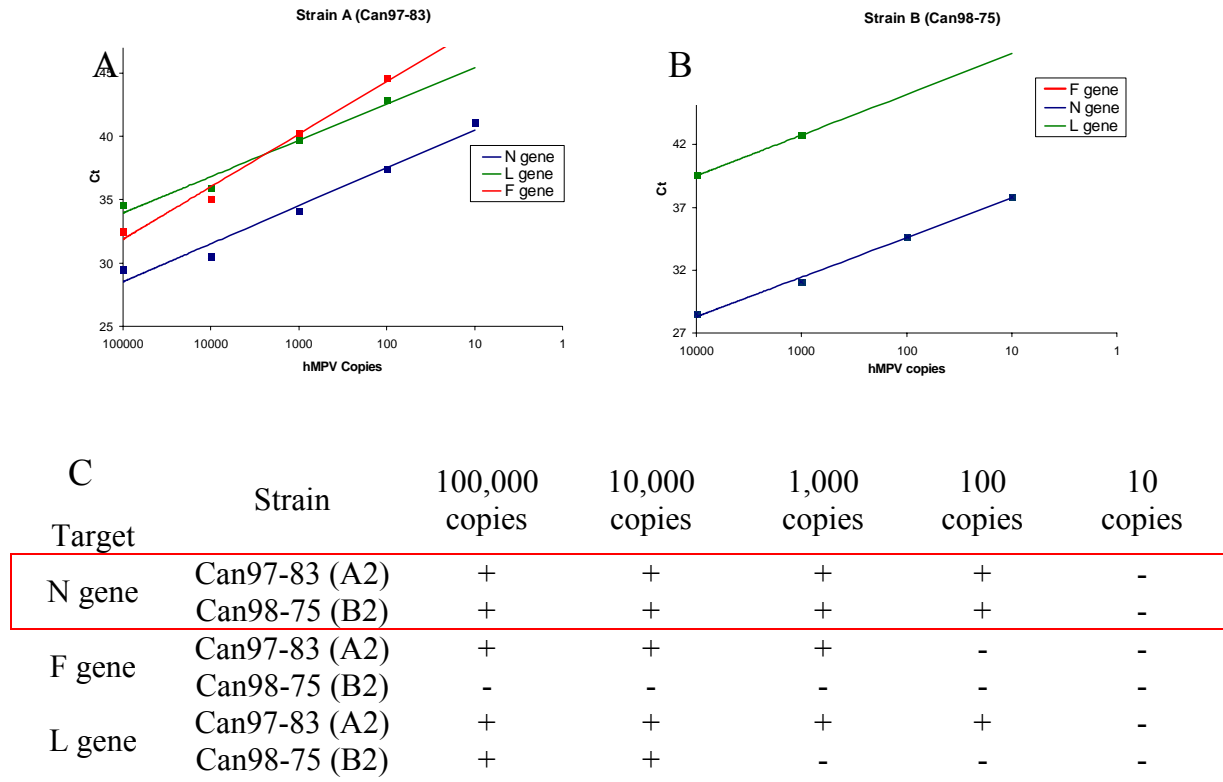 Strain A (Can97-83)
A
45
40
35
30
25
Ct
100000 10000 1000 100 10 1
hMPV Copies
N gene
L gene
F gene
Strain B (Can98-75)
B
42
37
32
27
Ct
10000 1000 100 10 1
hMPV copies
F gene
N gene
L gene
C
Target Strain 100,000 copies 10,000 copies 1,000 copies 100 copies 10 copies
N gene Can97-83 (A2) + + + + -
Can98-75 (B2) + + + + -
F gene Can97-83 (A2) + + + - -
Can98-75 (B2) - - - - -
L gene Can97-83 (A2) + + + + -
Can98-75 (B2) + + - - -